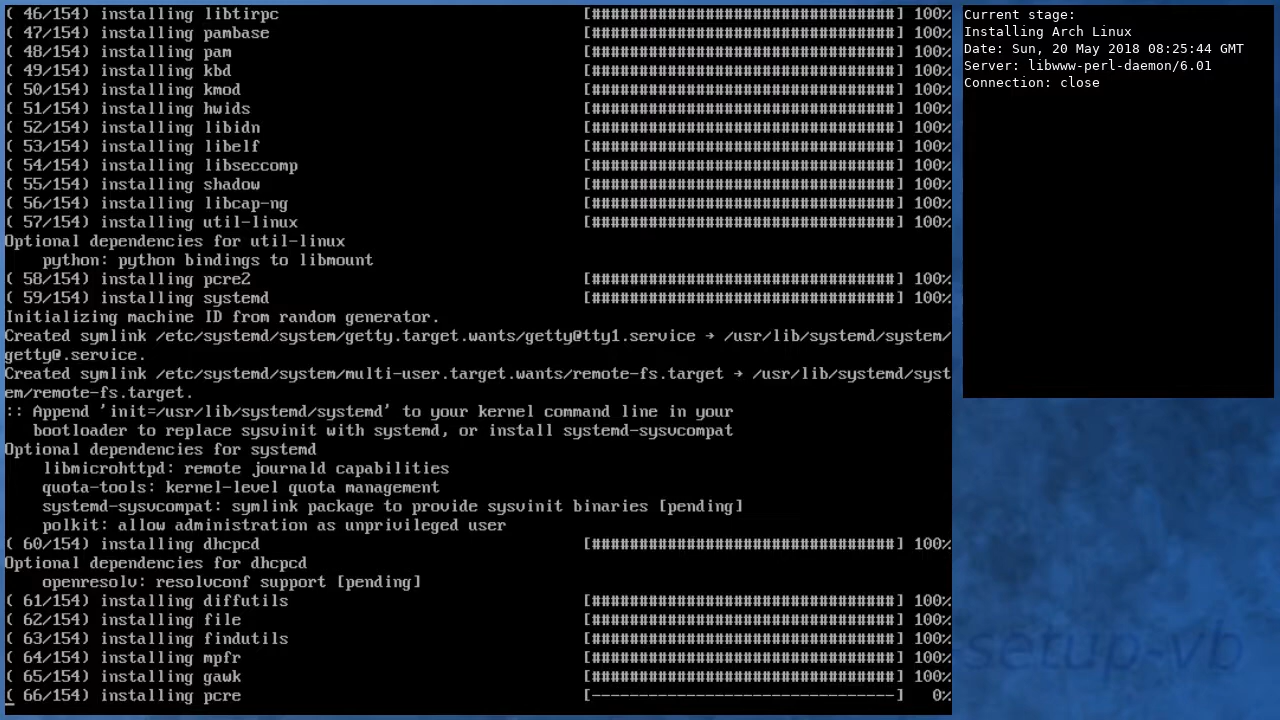 ( 46/154) installing libtirpc [################################] 100%
( 47/154) installing pambase [################################] 100%
( 48/154) installing pam [################################] 100%
( 49/154) installing kbd [################################] 100%
( 50/154) installing kmod [################################] 100%
( 51/154) installing hwids [################################] 100%
( 52/154) installing libidn [################################] 100%
( 53/154) installing libelf [################################] 100%
( 54/154) installing libseccomp [################################] 100%
( 55/154) installing shadow [################################] 100%
( 56/154) installing libcap-ng [################################] 100%
( 57/154) installing util-linux [################################] 100%
Optional dependencies for util-linux
python: python bindings to libmount
( 58/154) installing pcre2 [################################] 100%
( 59/154) installing systemd [################################] 100%
Initializing machine ID from random generator.
Created symlink /etc/systemd/system/getty.target.wants/getty@tty1.service → /usr/lib/systemd/system/
getty@.service.
Created symlink /etc/systemd/system/multi-user.target.wants/remote-fs.target → /usr/lib/systemd/syst
em/remote-fs.target.
:: Append 'init=/usr/lib/systemd/systemd' to your kernel command line in your
bootloader to replace sysvinit with systemd, or install systemd-sysvcompat
Optional dependencies for systemd
libmicrohttpd: remote journald capabilities
quota-tools: kernel-level quota management
systemd-sysvcompat: symlink package to provide sysvinit binaries [pending]
polkit: allow administration as unprivileged user
( 60/154) installing dhcpcd [################################] 100%
Optional dependencies for dhcpcd
openresolv: resolvconf support [pending]
( 61/154) installing diffutils [################################] 100%
( 62/154) installing file [################################] 100%
( 63/154) installing findutils [################################] 100%
( 64/154) installing mpfr [################################] 100%
( 65/154) installing gawk [################################] 100%
( 66/154) installing pcre [--------------------------------] 0%
Current stage:
Installing Arch Linux
Date: Sun, 20 May 2018 08:25:44 GMT
Server: libwww-perl-daemon/6.01
Connection: close
setup-vb